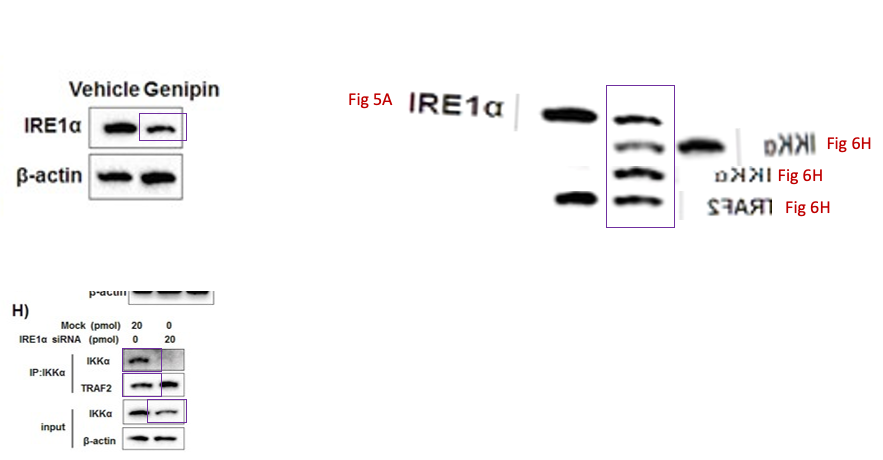 Vehicle Genipin
IRE1α
β-actin
Fig 5A
IRE1α
IKKα
Fig 6H
IKKα
Fig 6H
TRAF2
Fig 6H
β-actin
H)
Mock (pmol) 20 0
IRE1α siRNA (pmol) 0 20
IP:IKKα
IKKα
TRAF2
input
IKKα
β-actin